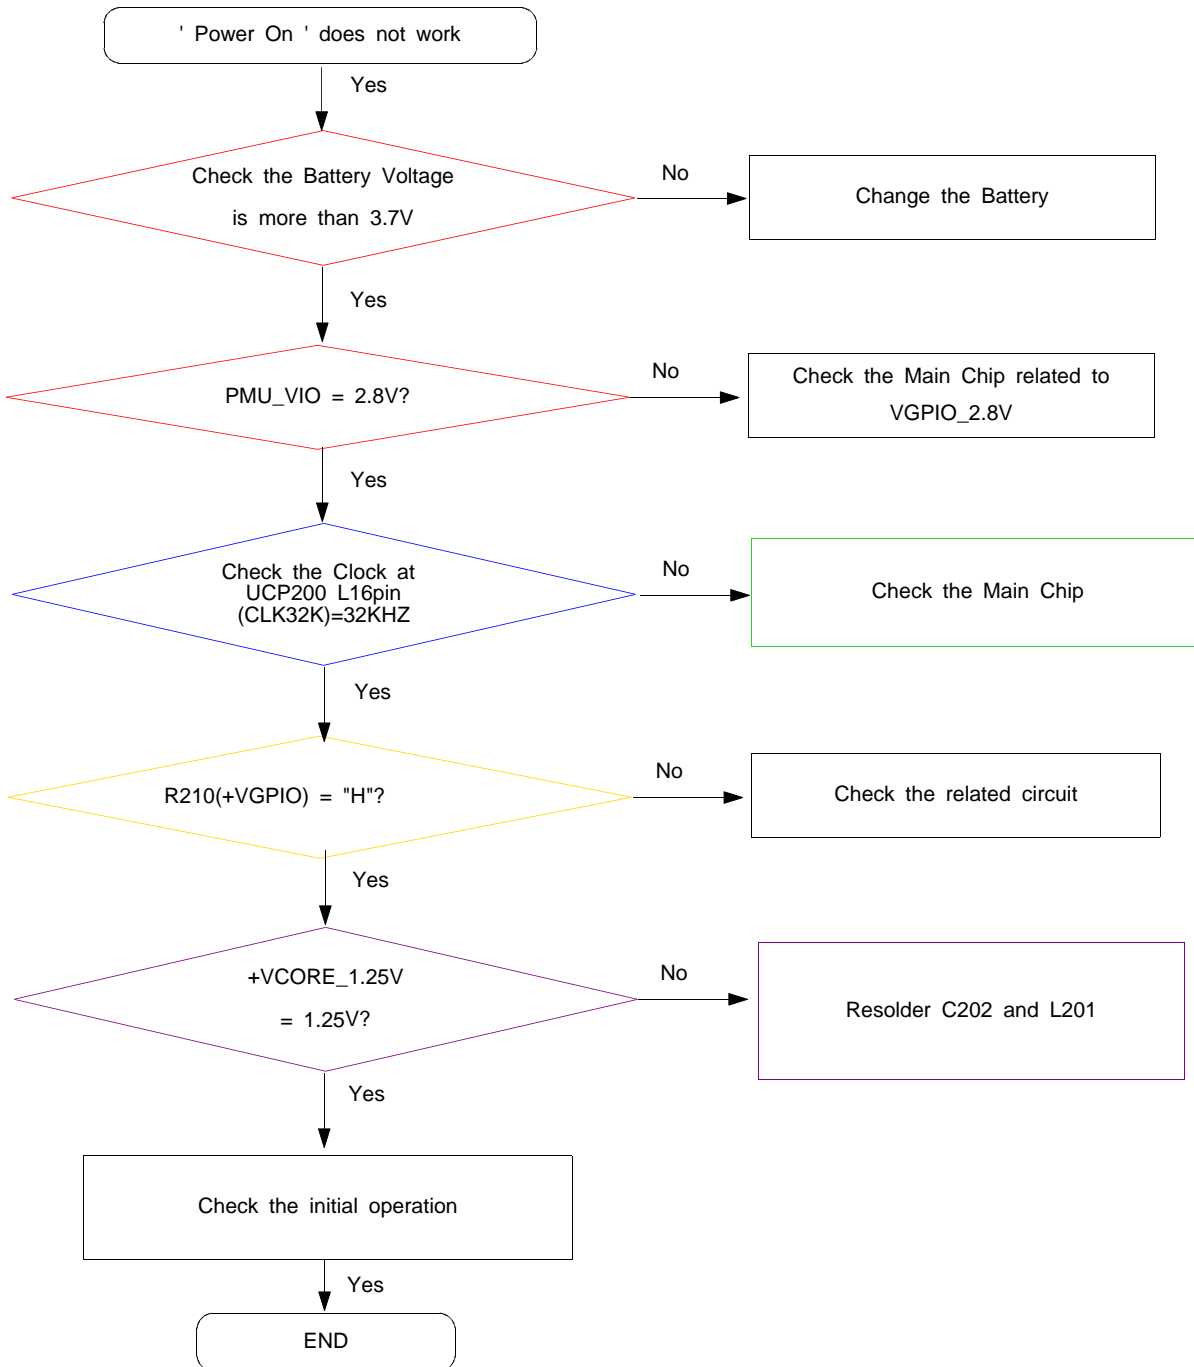 ' Power On ' does not work
Yes
Check the Battery Voltage
is more than 3.7V
No
Change the Battery
Yes
PMU_VIO = 2.8V?
No
Check the Main Chip related to
VGPIO_2.8V
Yes
Check the Clock at
UCP200 L16pin
(CLK32K)=32KHZ
No
Check the Main Chip
Yes
R210(+VGPIO) = "H"?
No
Check the related circuit
Yes
+VCORE_1.25V
= 1.25V?
No
Resolder C202 and L201
Yes
Check the initial operation
Yes
END